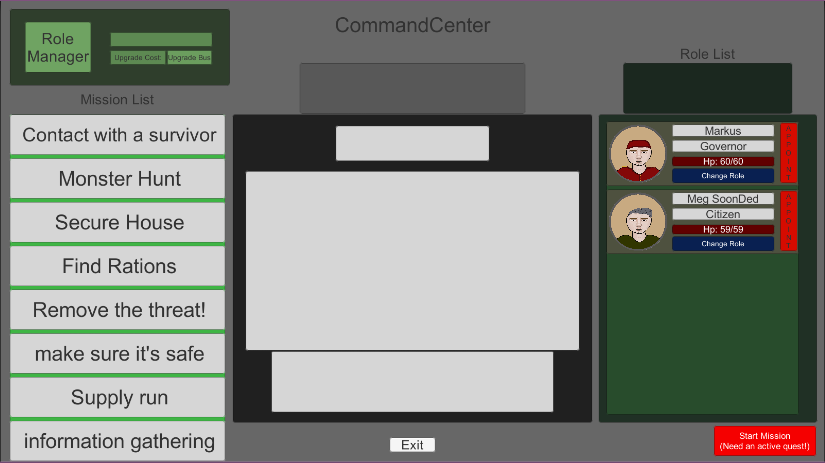 CommandCenter
Role
Manager
Upgrade Cost:
Upgrade Bus
Mission List
Contact with a survivor
Monster Hunt
Secure House
Find Rations
Remove the threat!
make sure it's safe
Supply run
information gathering
Role List
Markus
Governor
Hp: 60/60
Change Role
APPOINT
Meg SoonDed
Citizen
Hp: 59/59
Change Role
APPOINT
Exit
Start Mission
(Need an active quest!)